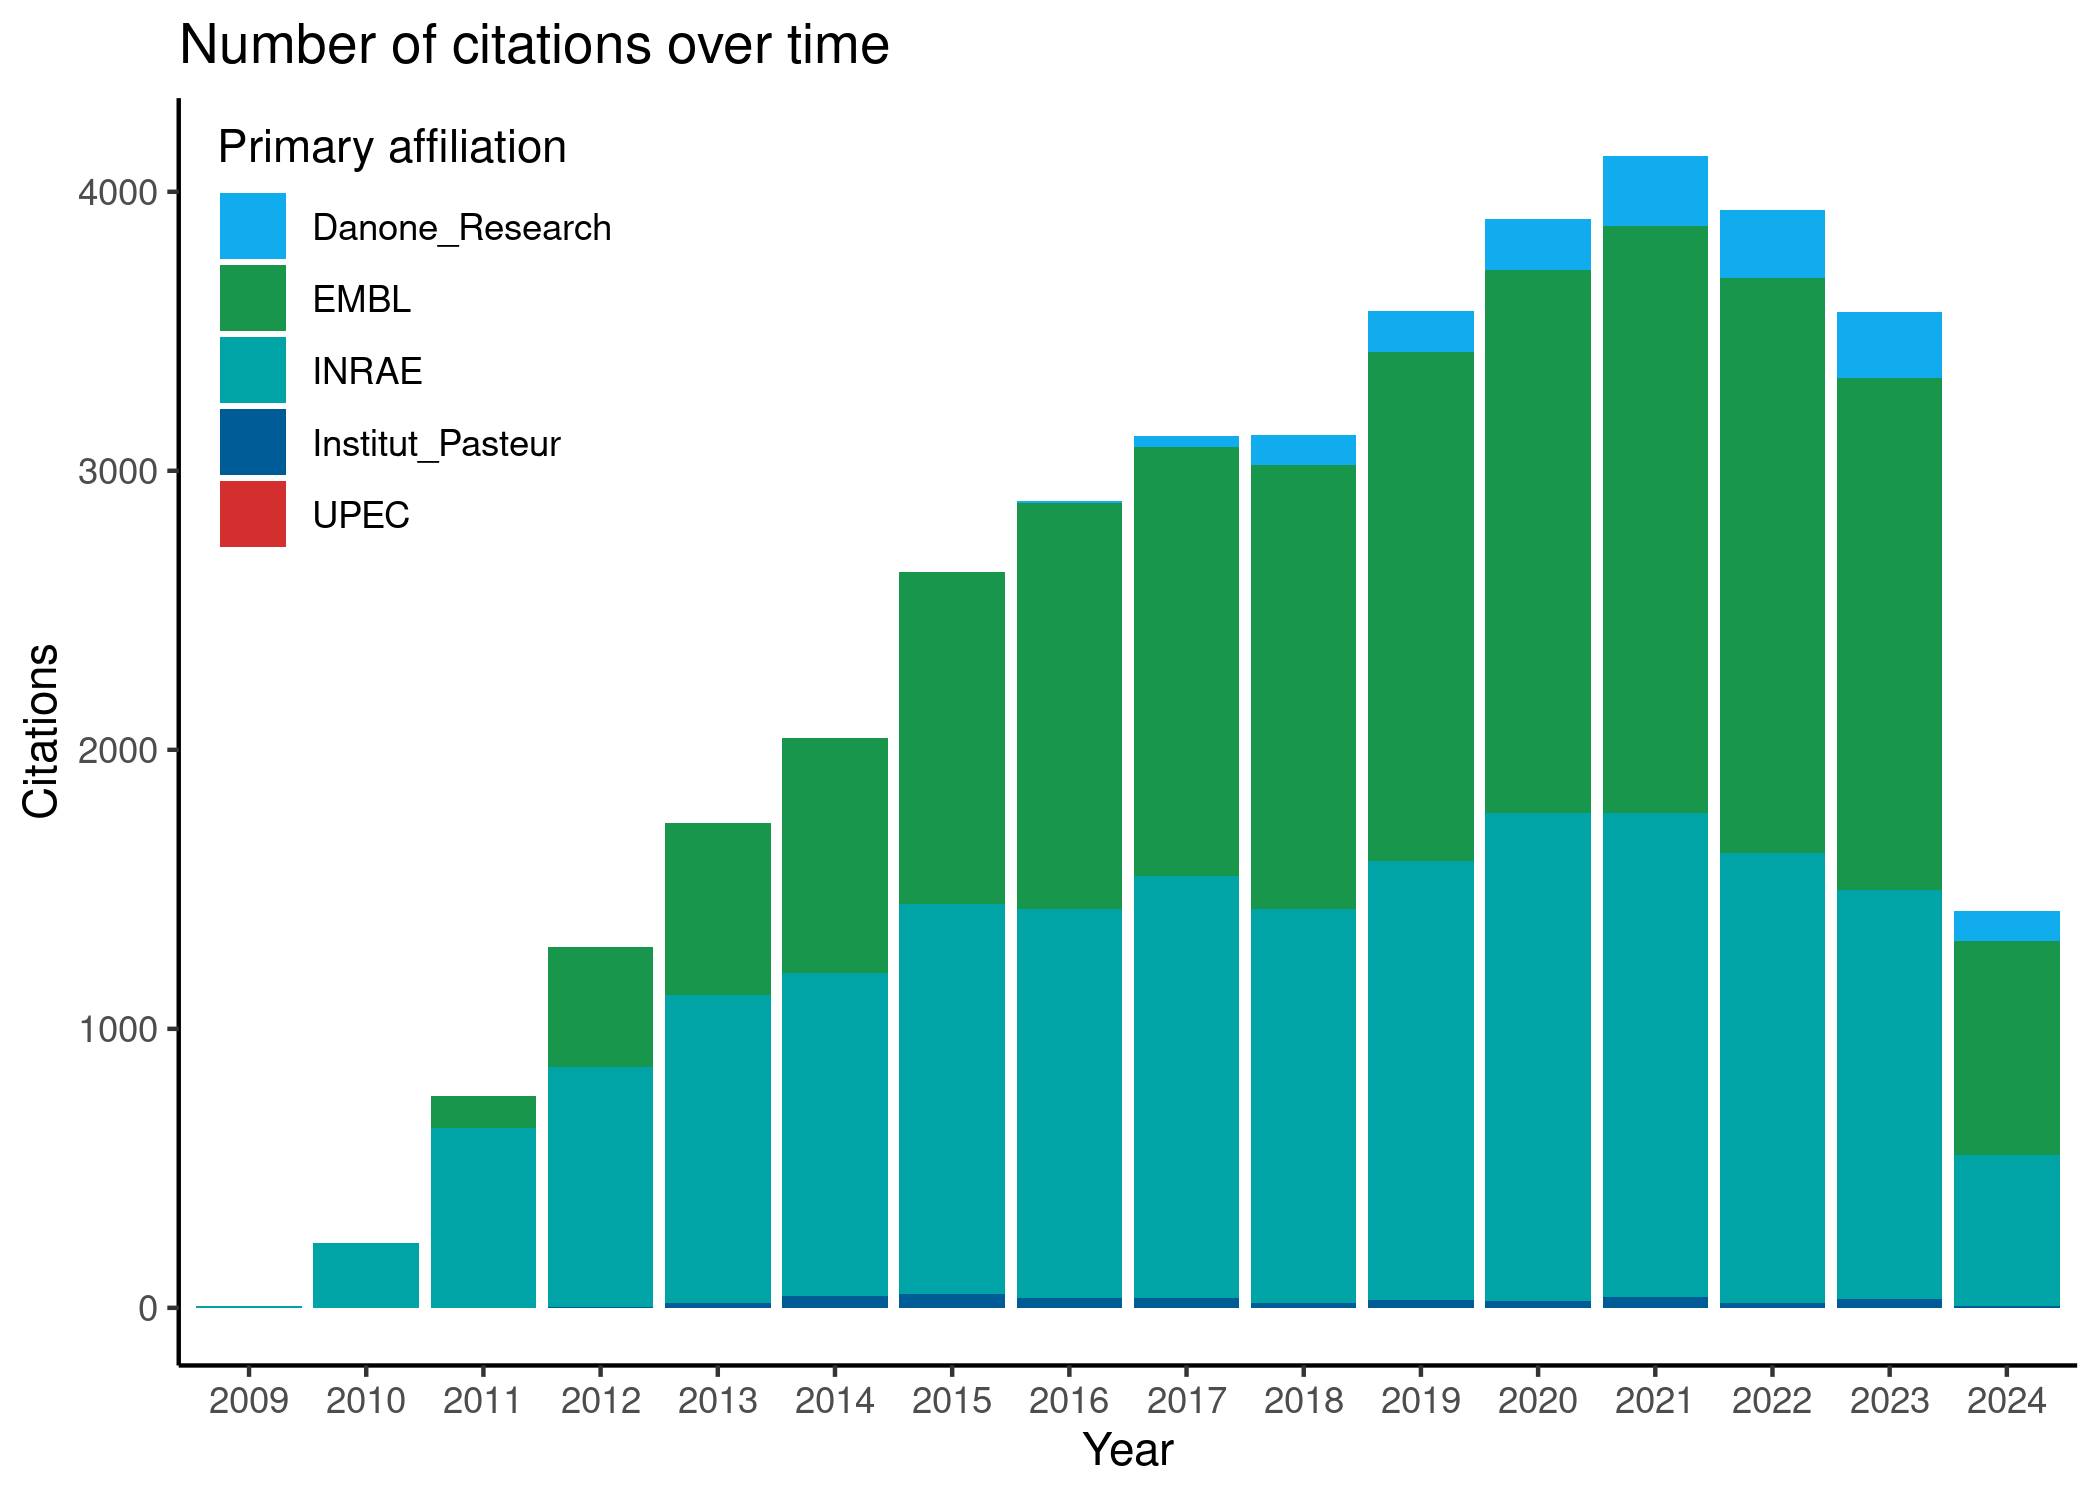 Number of citations over time
Primary affiliation
Danone_Research
EMBL
INRAE
Institut_Pasteur
UPEC
Citations
4000
3000
2000
1000
0
2009 2010 2011 2012 2013 2014 2015 2016 2017 2018 2019 2020 2021 2022 2023 2024
Year